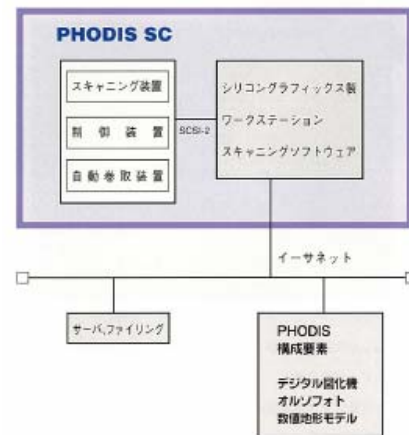 PHODIS SC
スキャニング装置
制御装置
自動巻取装置
SCSI-2
シリコングラフィックス製
ワークステーション
スキャニングソフトウェア
イーサネット
サーバ,ファイリング
PHODIS
構成要素
デジタル図化機
オルソフォト
数値地形モデル